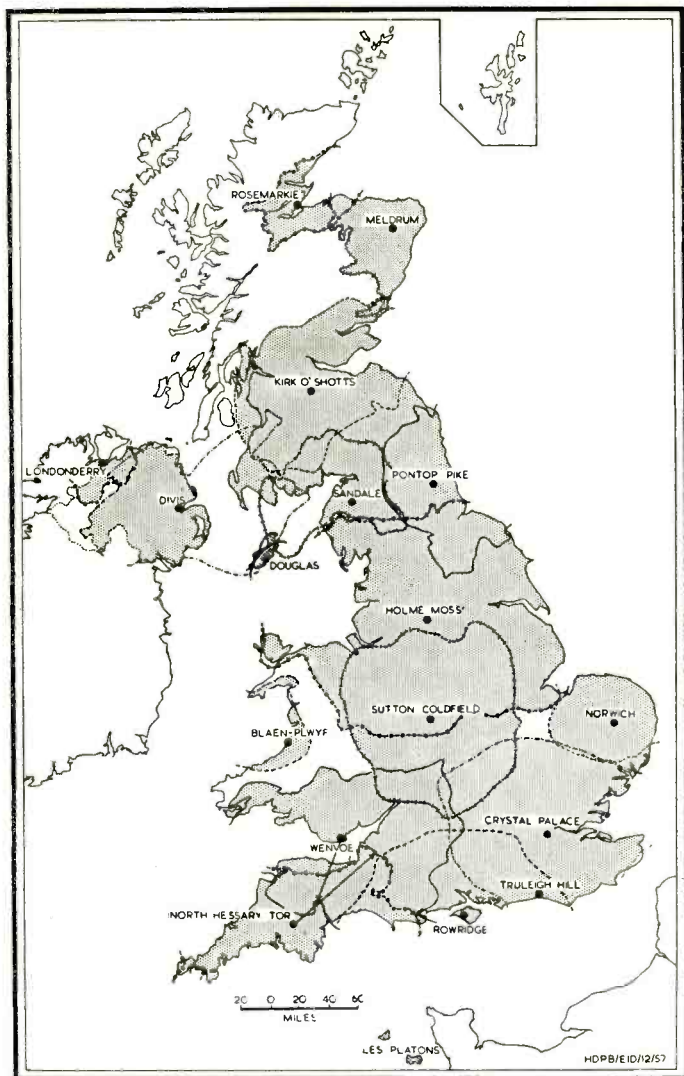 ROSEMARKIE
MELDRUM
KIRK O' SHOTTS
LONDONDERRY
PONTOP PIKE
SANDALE
DIVIS
DOUGLAS
HOLME MOSS
SUTTON COLDFIELD
NORWICH
BLAEN-PLWYF
CRYSTAL PALACE
WENVOE
TRULEIGH HILL
NORTH HESSARY TOR
ROWRIDGE
20 0 20 40 60
MILES
LES PLATONS
HDPB/EID/12/57